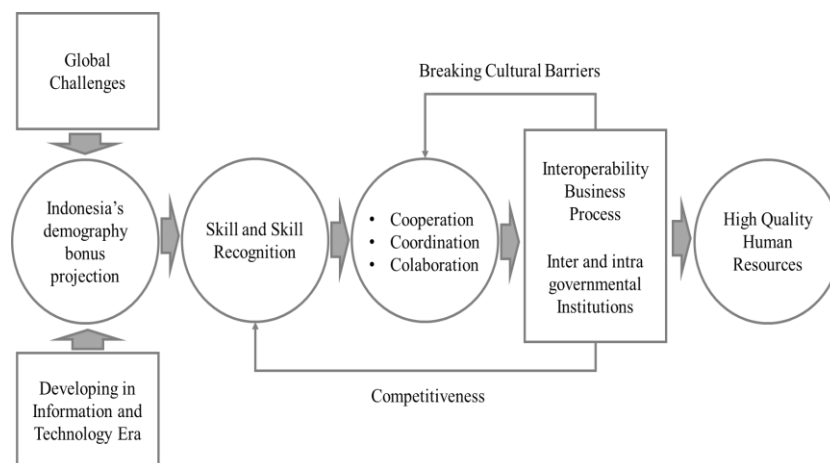 Global
Challenges
Breaking Cultural Barriers
Indonesia's
demography
bonus
projection
Skill and Skill
Recognition
• Cooperation
• Coordination
• Colaboration
Interoperability
Business
Process
Inter and intra
governmental
Institutions
High Quality
Human
Resources
Developing in
Information and
Technology Era
Competitiveness